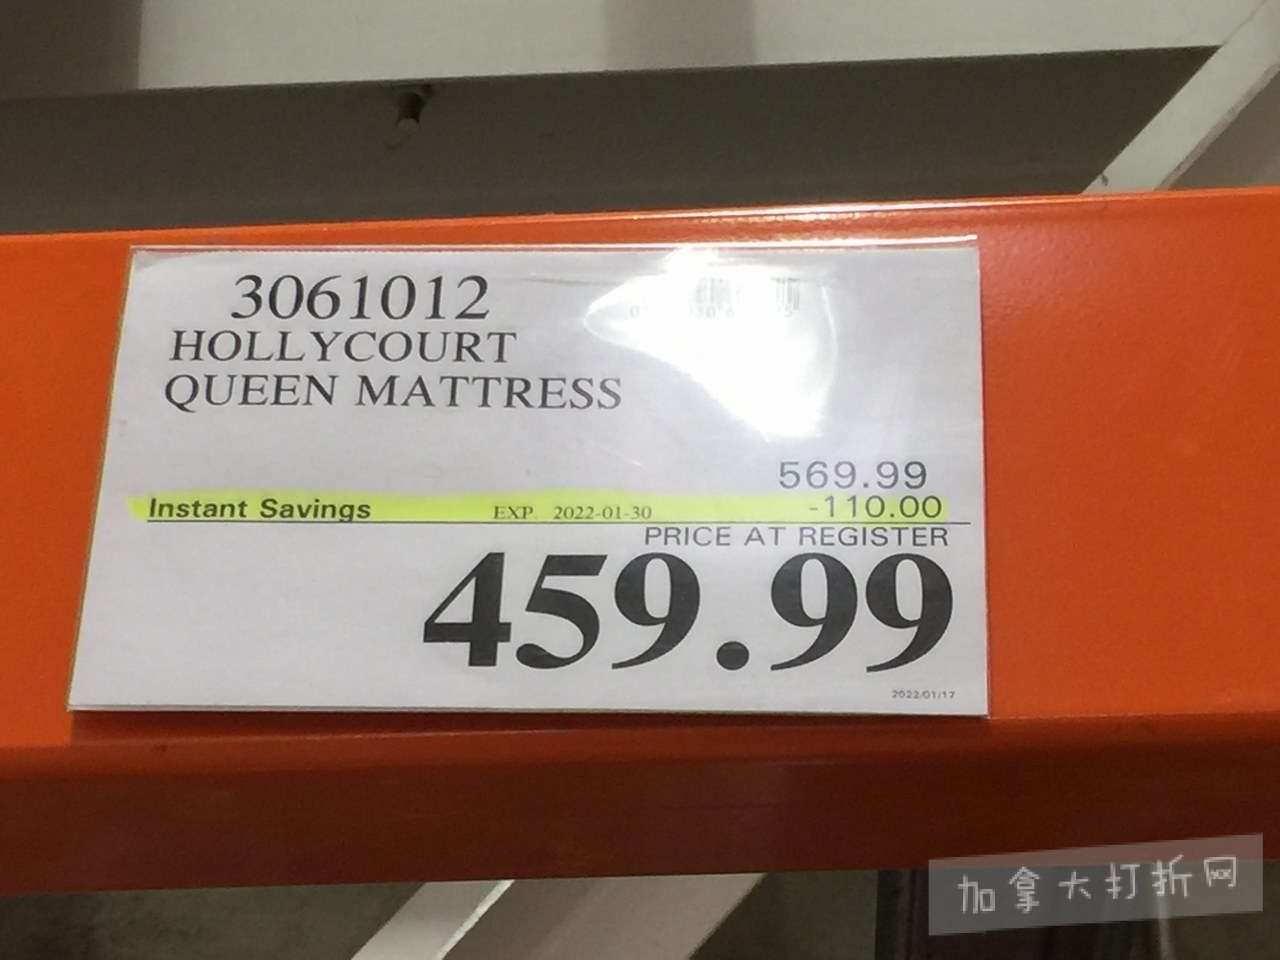 3061012
HOLLYCOURT
QUEEN MATTRESS
569.99
Instant Savings EXP. 2022-01-30 -110.00
PRICE AT REGISTER
459.99
2022/01/17
加拿大打折网